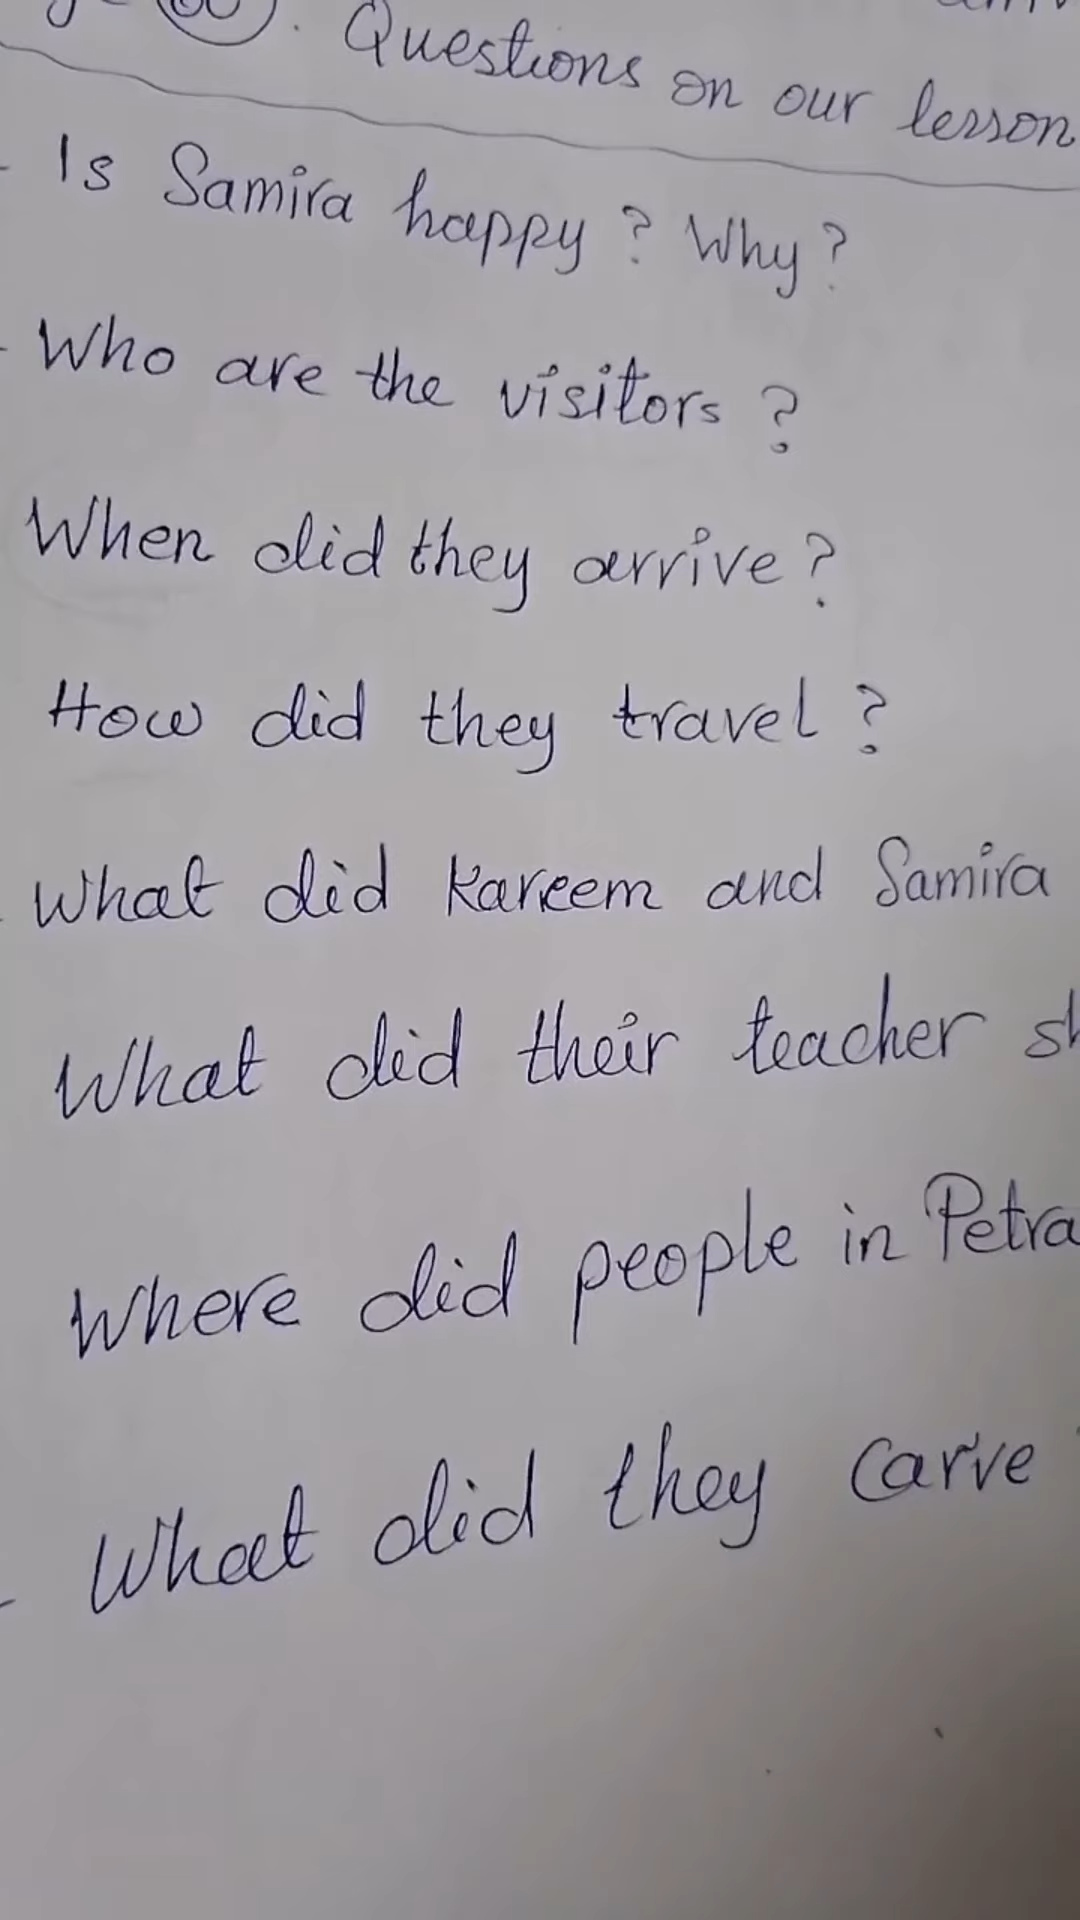 Questions on our lesson
- Is Samira happy? Why?
- Who are the visitors?
When did they arrive?
How did they travel?
What did Kareem and Samira
What did their teacher
Where did people in Petra
- What did they carve